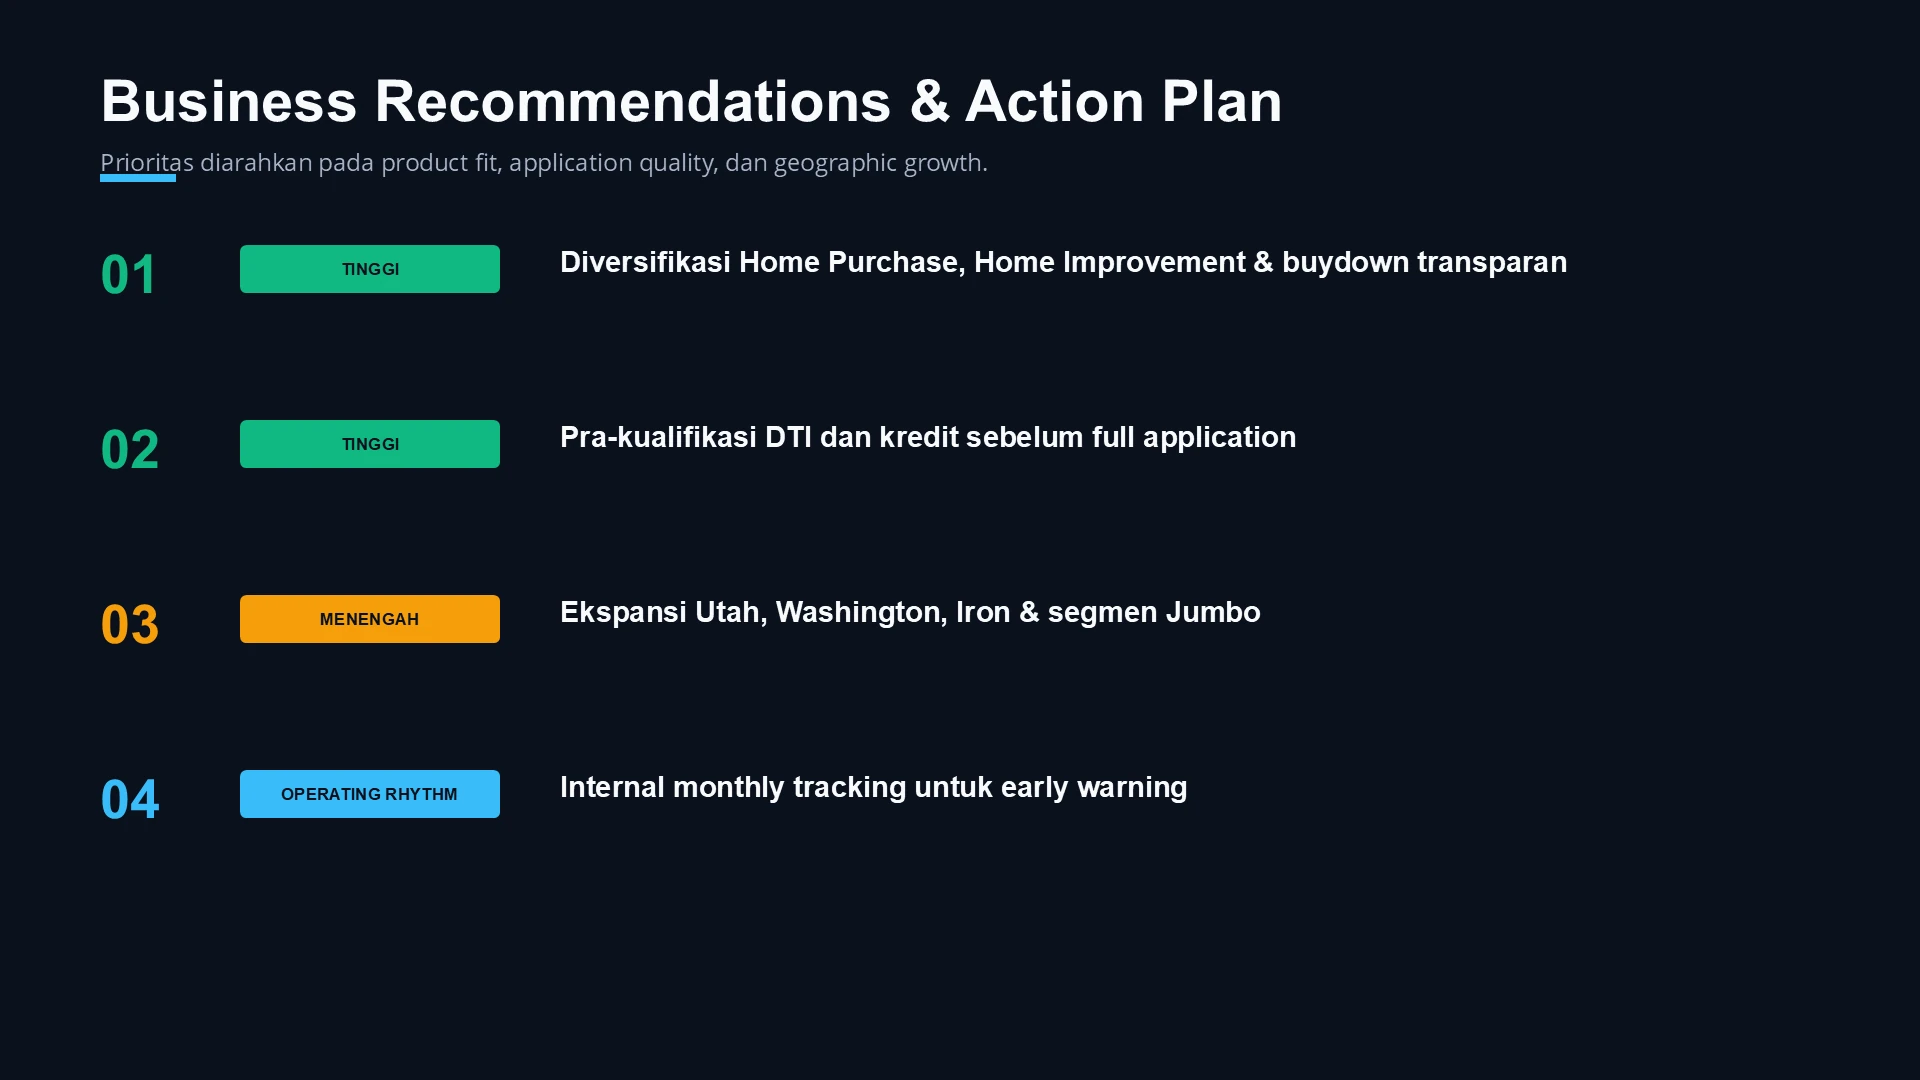 Business Recommendations & Action Plan
Prioritas diarahkan pada product fit, application quality, dan geographic growth.
01
TINGGI
Diversifikasi Home Purchase, Home Improvement & buydown transparan
02
TINGGI
Pra-kualifikasi DTI dan kredit sebelum full application
03
MENENGAH
Ekspansi Utah, Washington, Iron & segmen Jumbo
04
OPERATING RHYTHM
Internal monthly tracking untuk early warning